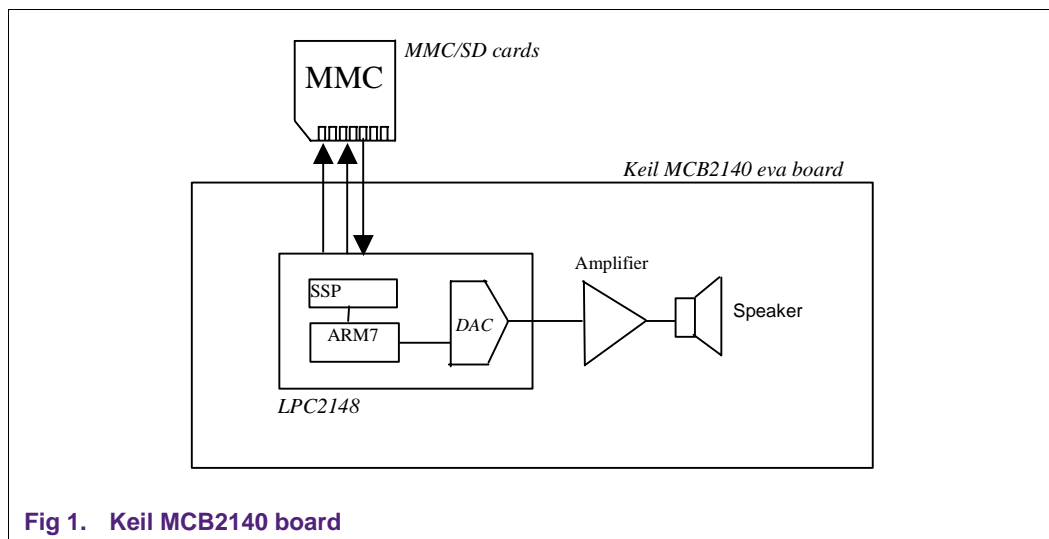 MMC/SD cards
MMC
Keil MCB2140 eva board
Amplifier
SSP
DAC
Speaker
ARM7
LPC2148
Fig 1. Keil MCB2140 board